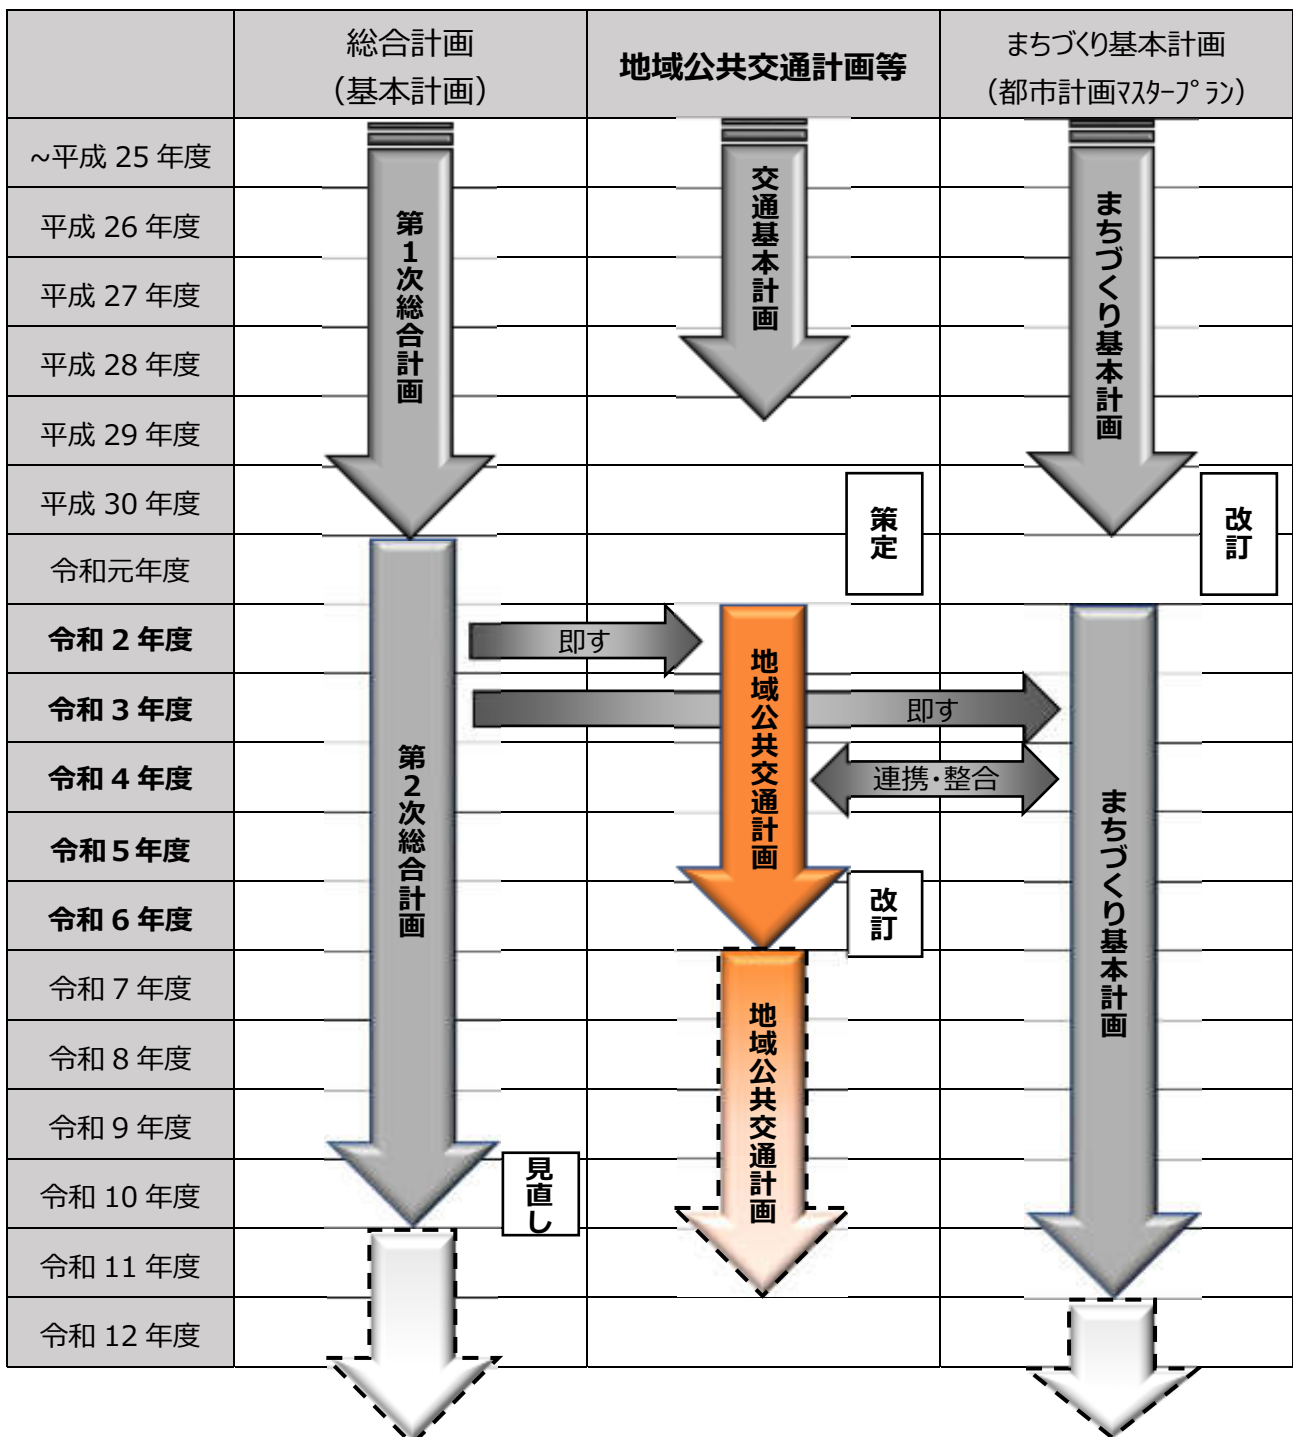 総合計画
（基本計画）
地域公共交通計画等
まちづくり基本計画
（都市計画ﾏｽﾀｰﾌﾟﾗﾝ）
~平成 25 年度
平成 26 年度
平成 27 年度
平成 28 年度
平成 29 年度
平成 30 年度
令和元年度
令和 2 年度
令和 3 年度
令和 4 年度
令和 5 年度
令和 6 年度
令和 7 年度
令和 8 年度
令和 9 年度
令和 10 年度
令和 11 年度
令和 12 年度
第1次総合計画
交通基本計画
まちづくり基本計画
策定
改訂
第2次総合計画
即す
即す
連携・整合
地域公共交通計画
まちづくり基本計画
改訂
地域公共交通計画
見直し